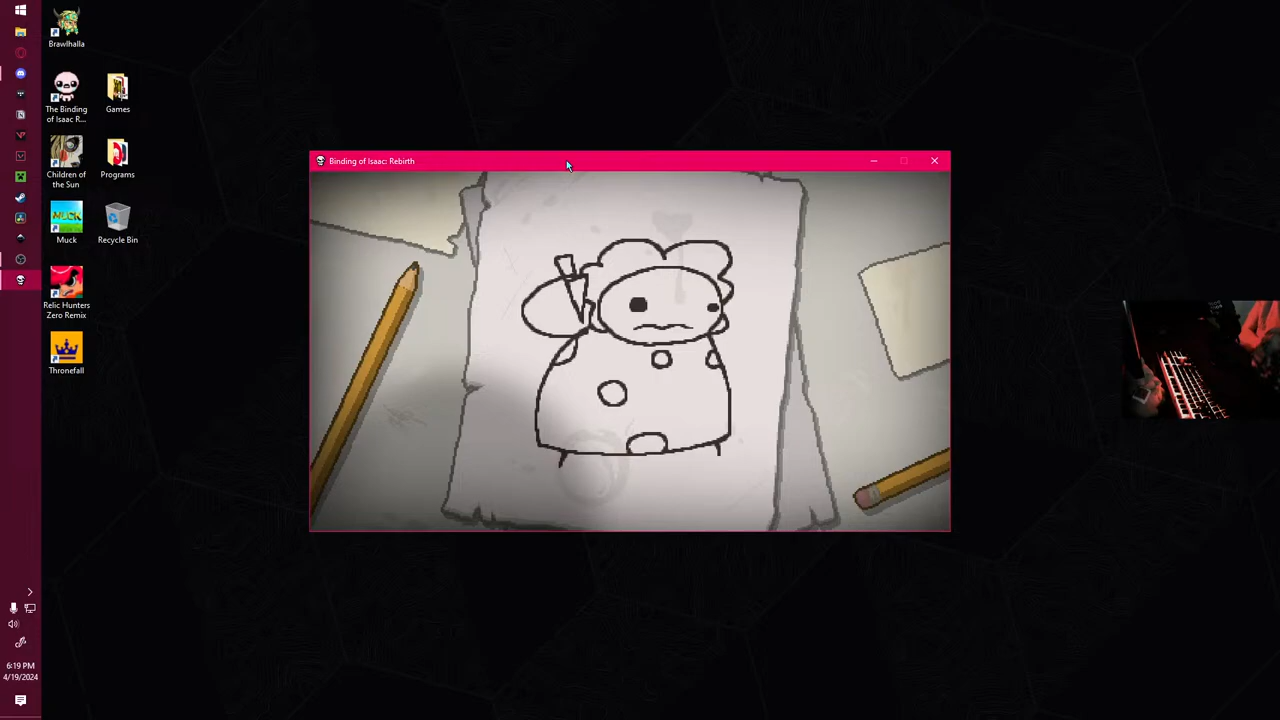 Brawlhalla
The Binding
of Isaac R...
Games
Children of
the Sun
Programs
Muck
Recycle Bin
Relic Hunters
Zero Remix
Thronefall
Binding of Isaac: Rebirth
MUCK
6:19 PM
4/19/2024